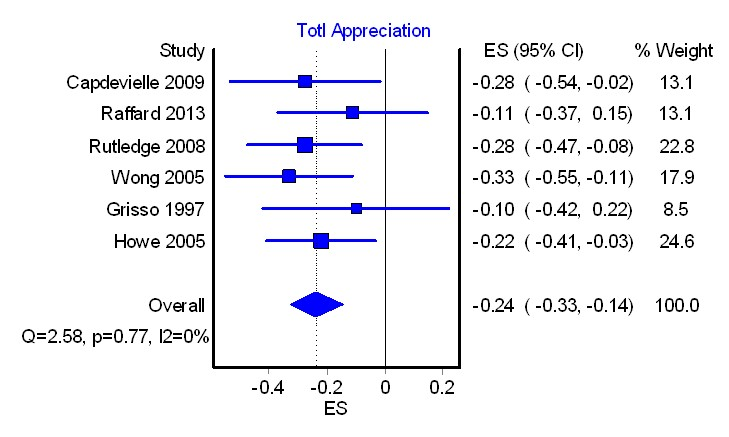 Totl Appreciation
Study ES (95% CI) % Weight
Capdevielle 2009 -0.28 ( -0.54, -0.02) 13.1
Raffard 2013 -0.11 ( -0.37, 0.15) 13.1
Rutledge 2008 -0.28 ( -0.47, -0.08) 22.8
Wong 2005 -0.33 ( -0.55, -0.11) 17.9
Grisso 1997 -0.10 ( -0.42, 0.22) 8.5
Howe 2005 -0.22 ( -0.41, -0.03) 24.6
Overall -0.24 ( -0.33, -0.14) 100.0
Q=2.58, p=0.77, I2=0%
-0.4 -0.2 0 0.2
ES